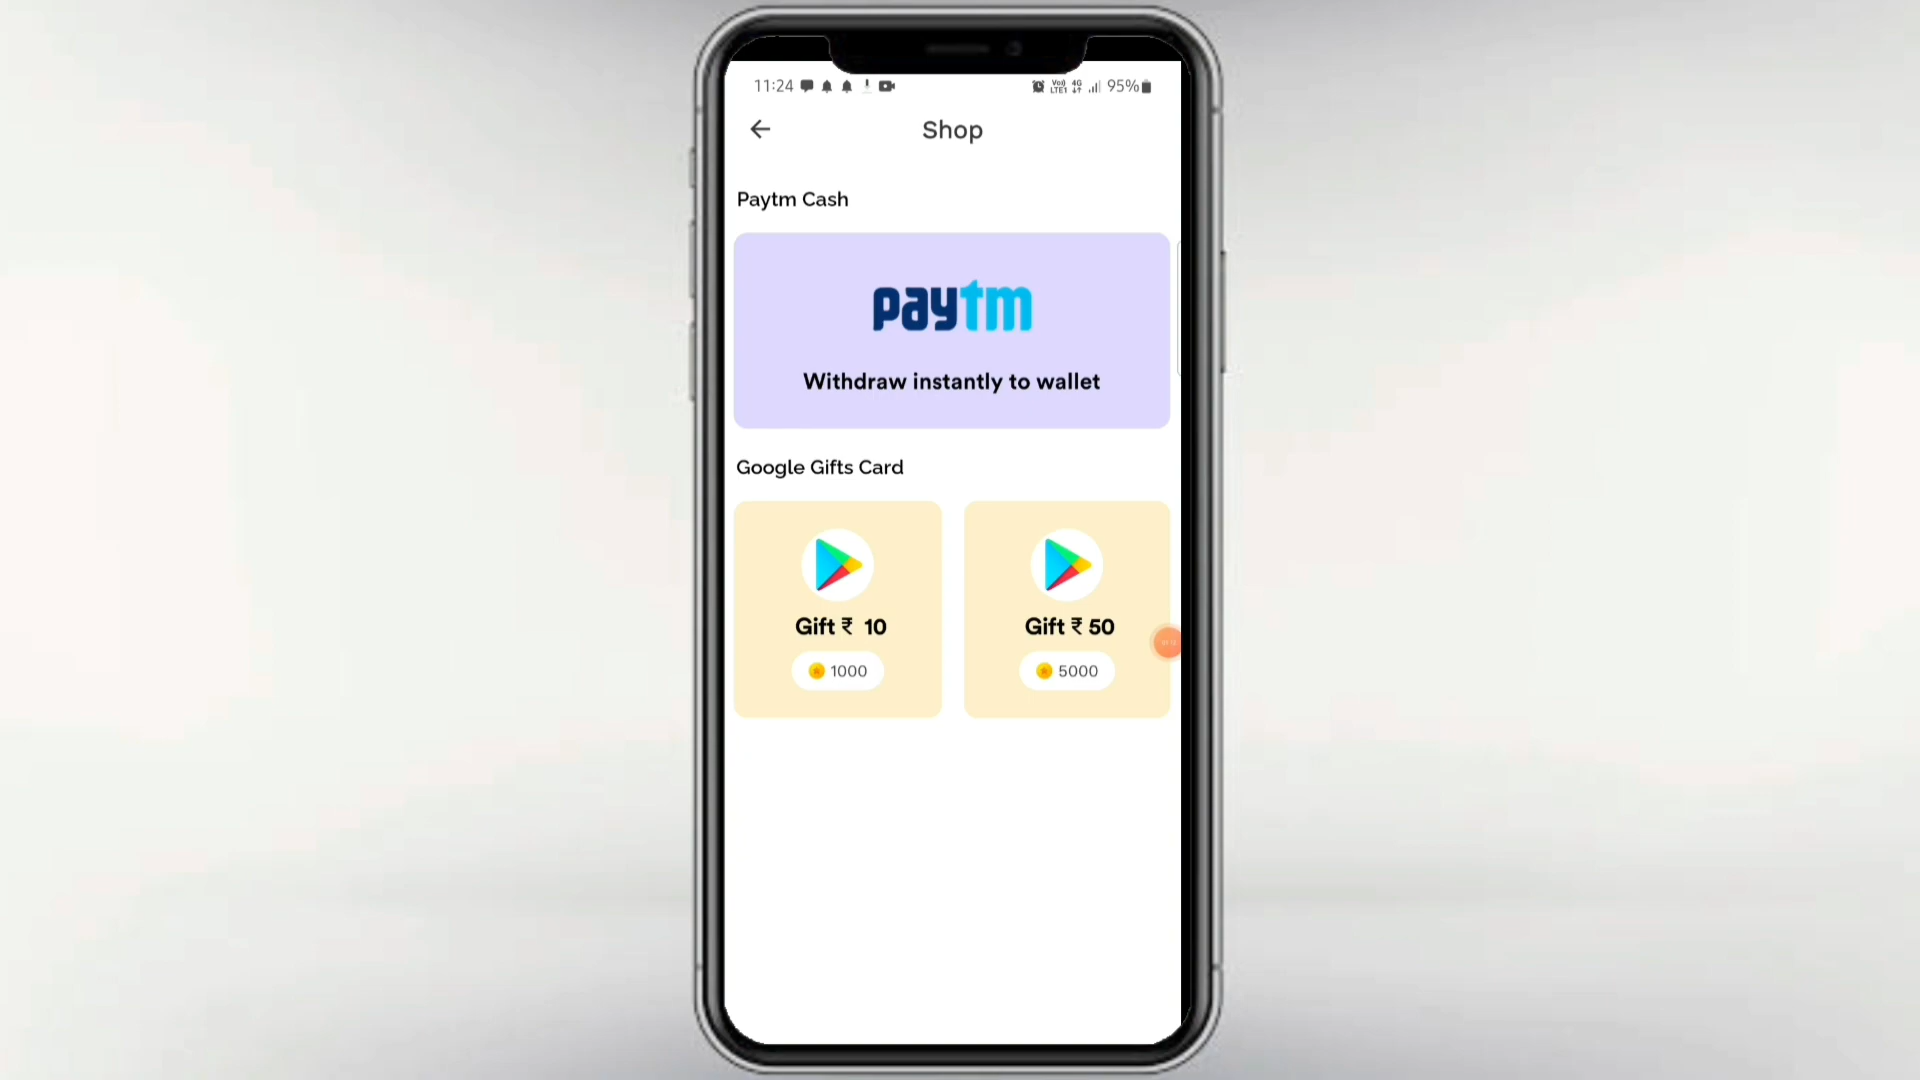 11:24 95%
Shop
Paytm Cash
paytm
Withdraw instantly to wallet
Google Gifts Card
Gift ₹ 10
Gift ₹ 50
1000
5000